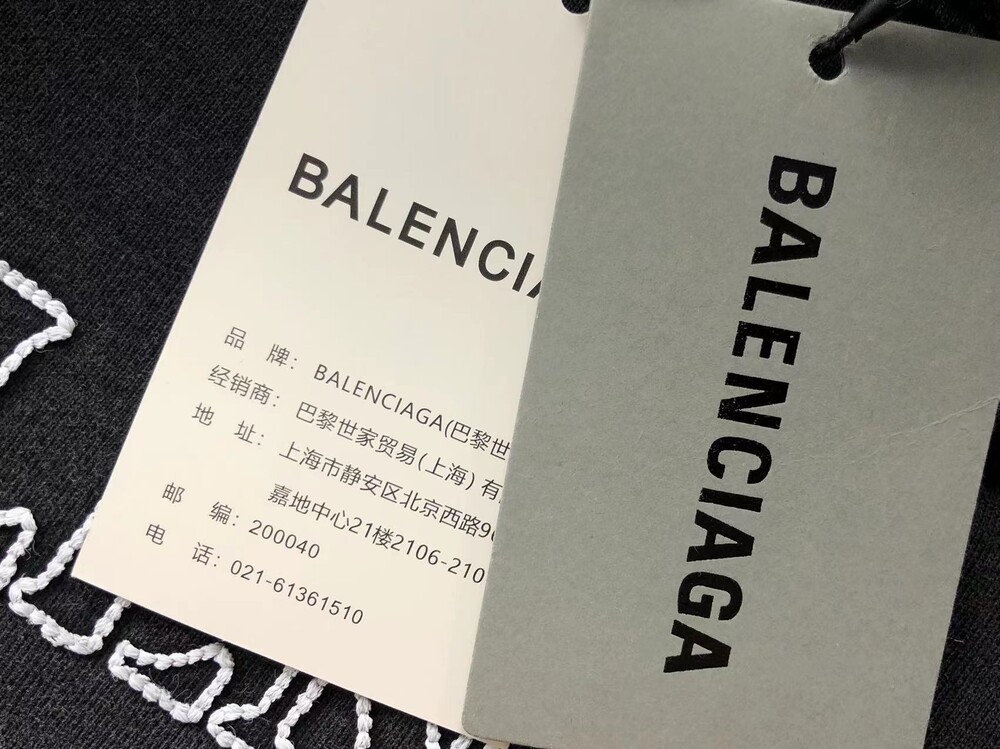 BALENCIA
品 牌: BALENCIAGA(巴黎世
经销商: 巴黎世家贸易(上海)有
地 址: 上海市静安区北京西路9
嘉地中心21楼2106-210
邮 编: 200040
电 话: 021-61361510
BALENCIAGA